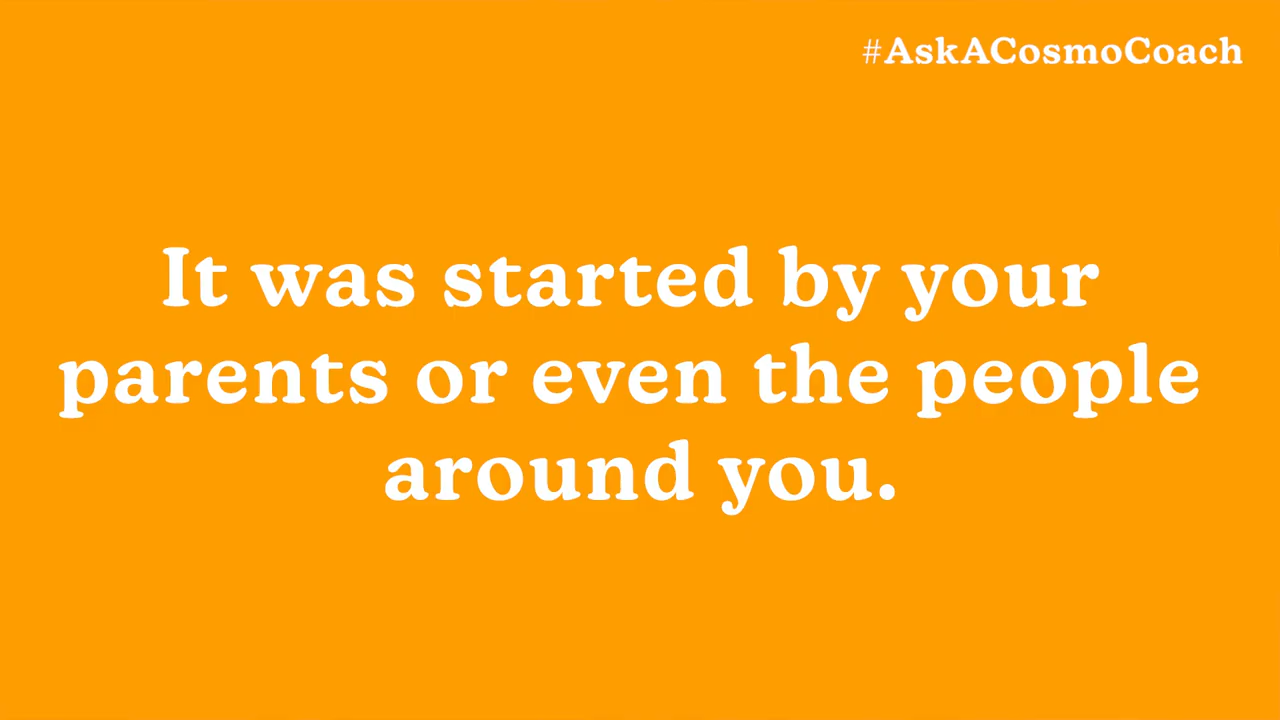 #AskACosmoCoach
It was started by your
parents or even the people
around you.